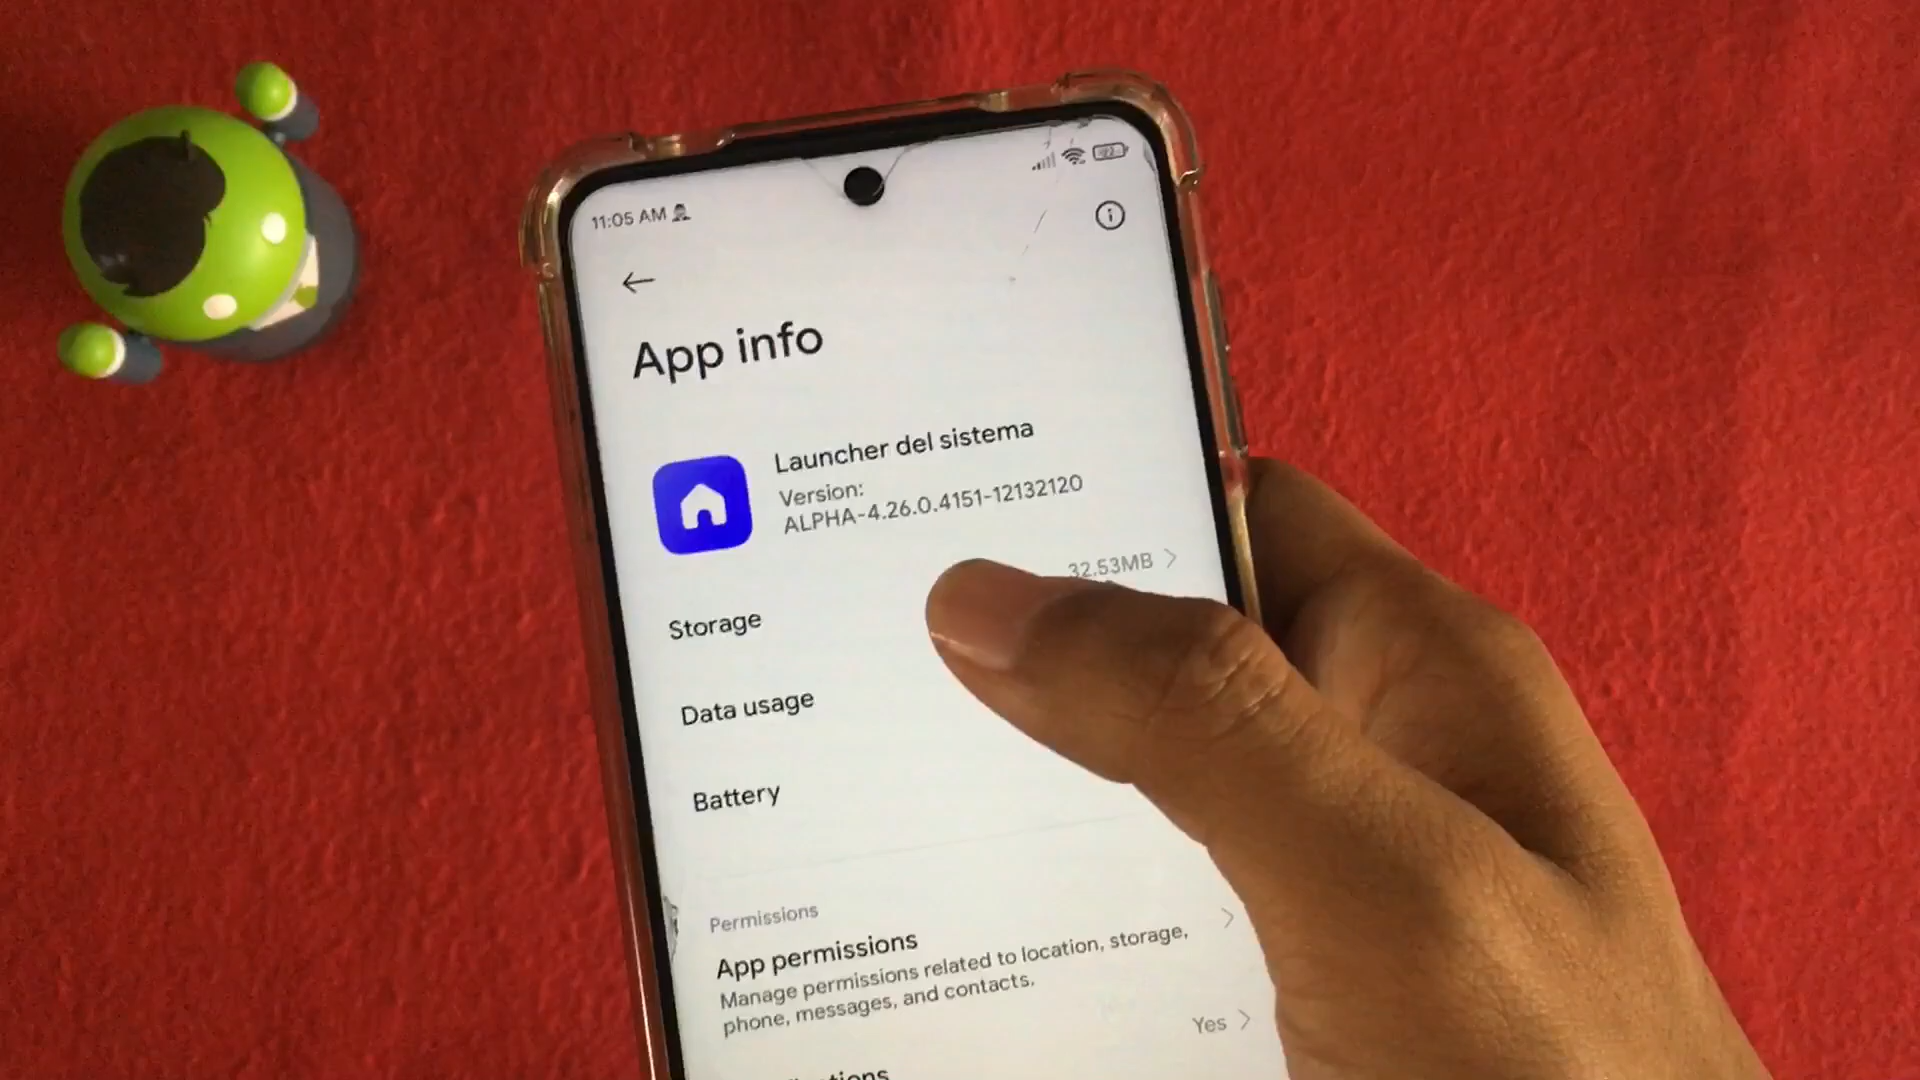 11:05 AM
App info
Launcher del sistema
Version:
ALPHA-4.26.0.4151-12132120
32.53MB
Storage
Data usage
Battery
Permissions
App permissions
Manage permissions related to location, storage,
phone, messages, and contacts.
Yes